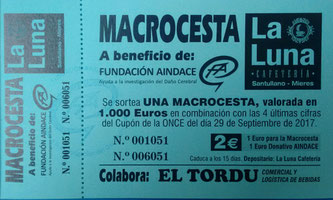 La
Luna
Santullano - Mieres
MACROCESTA
A beneficio de:
FUNDACIÓN AINDACE
N.º 001051 N.º 006051
MACROCESTA
A beneficio de:
FUNDACIÓN AINDACE
Ayuda a la investigación del Daño Cerebral
La
Luna
CAFETERÍA
Santullano - Mieres
Se sortea UNA MACROCESTA, valorada en
1.000 Euros en combinación con las 4 últimas cifras
del Cupón de la ONCE del día 29 de Septiembre de 2017.
N.º 001051
N.º 006051
2€
1 Euro para la Macrocesta
1 Euro Donativo AINDACE
Caduca a los 15 días. Depositario: La Luna Cafetería
Colabora: EL TORDU
COMERCIAL Y
LOGÍSTICA DE BEBIDAS